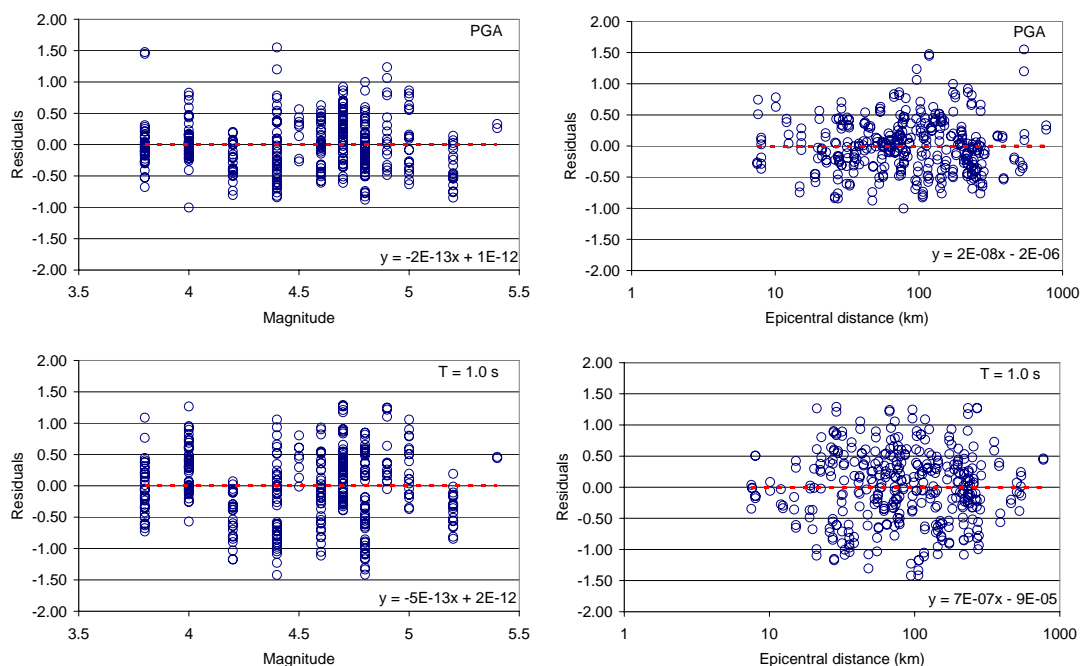 2.00
1.50
1.00
0.50
0.00
-0.50
-1.00
-1.50
-2.00
Residuals
PGA
y = -2E-13x + 1E-12
3.5 4 4.5 5 5.5
Magnitude
2.00
1.50
1.00
0.50
0.00
-0.50
-1.00
-1.50
-2.00
Residuals
PGA
y = 2E-08x - 2E-06
1 10 100 1000
Epicentral distance (km)
2.00
1.50
1.00
0.50
0.00
-0.50
-1.00
-1.50
-2.00
Residuals
T = 1.0 s
y = -5E-13x + 2E-12
3.5 4 4.5 5 5.5
Magnitude
2.00
1.50
1.00
0.50
0.00
-0.50
-1.00
-1.50
-2.00
Residuals
T = 1.0 s
y = 7E-07x - 9E-05
1 10 100 1000
Epicentral distance (km)